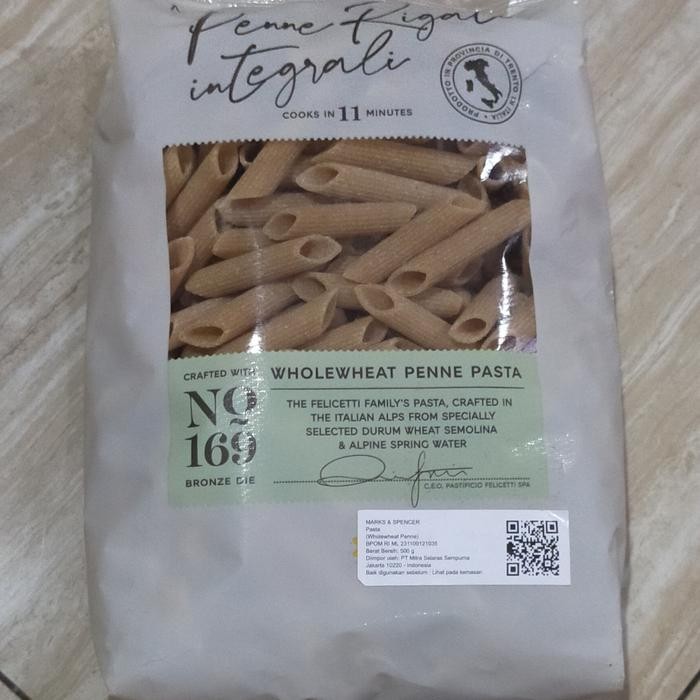 Penne Rigate
integrali
COOKS IN 11 MINUTES
PRODOTTO IN PROVINCIA DI TRENTO IN ITALIA
CRAFTED WITH
NO
169
BRONZE DIE
WHOLEWHEAT PENNE PASTA
THE FELICETTI FAMILY'S PASTA, CRAFTED IN
THE ITALIAN ALPS FROM SPECIALLY
SELECTED DURUM WHEAT SEMOLINA
& ALPINE SPRING WATER
C.E.O. PASTIFICIO FELICETTI SPA
MARKS & SPENCER
Pasta
(Wholewheat Penne)
BPOM RI ML 231109121035
Berat Bersih: 500 g
Diimpor oleh: PT Mitra Selaras Sempurna
Jakarta 10220 - Indonesia
Baik digunakan sebelum : Lihat pada kemasan